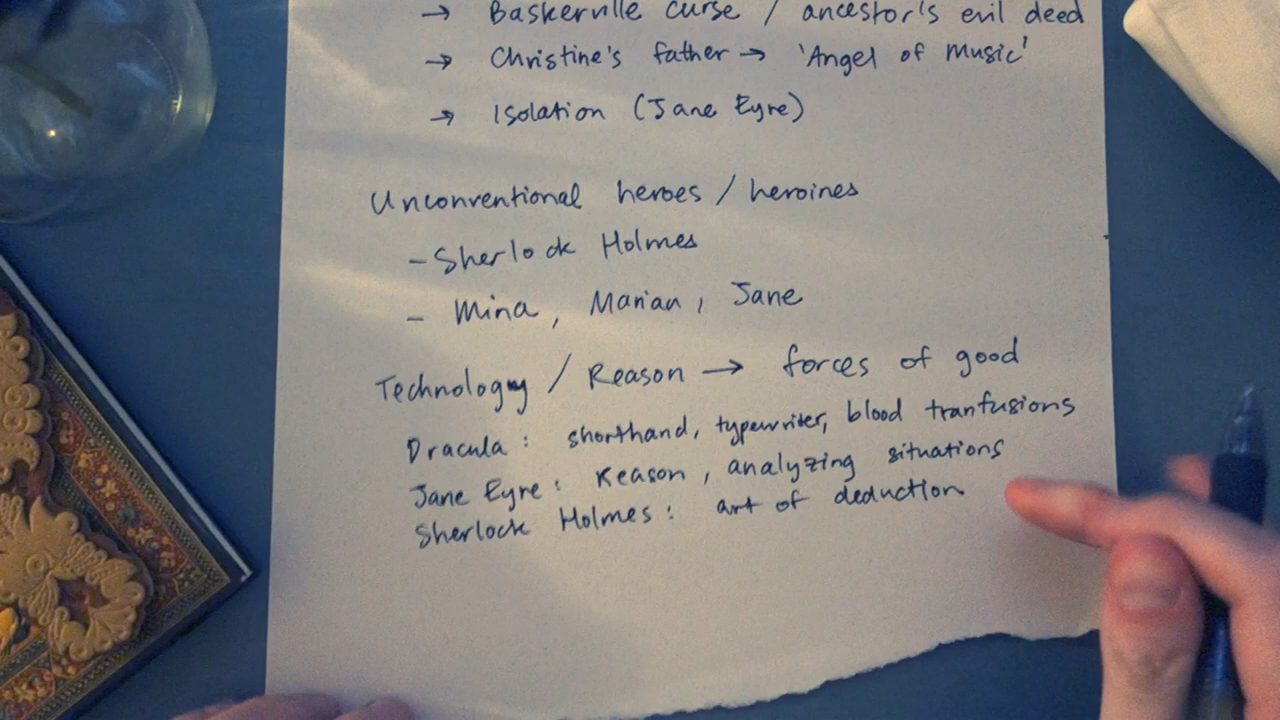 → Baskerville curse / ancestor's evil deed
→ Christine's father → 'Angel of Music'
→ Isolation (Jane Eyre)
Unconventional heroes / heroines
- Sherlock Holmes
- Mina, Marian, Jane
Technology / Reason → forces of good
Dracula: shorthand, typewriter, blood tranfusions
Jane Eyre: Reason, analyzing situations
Sherlock Holmes: art of deduction